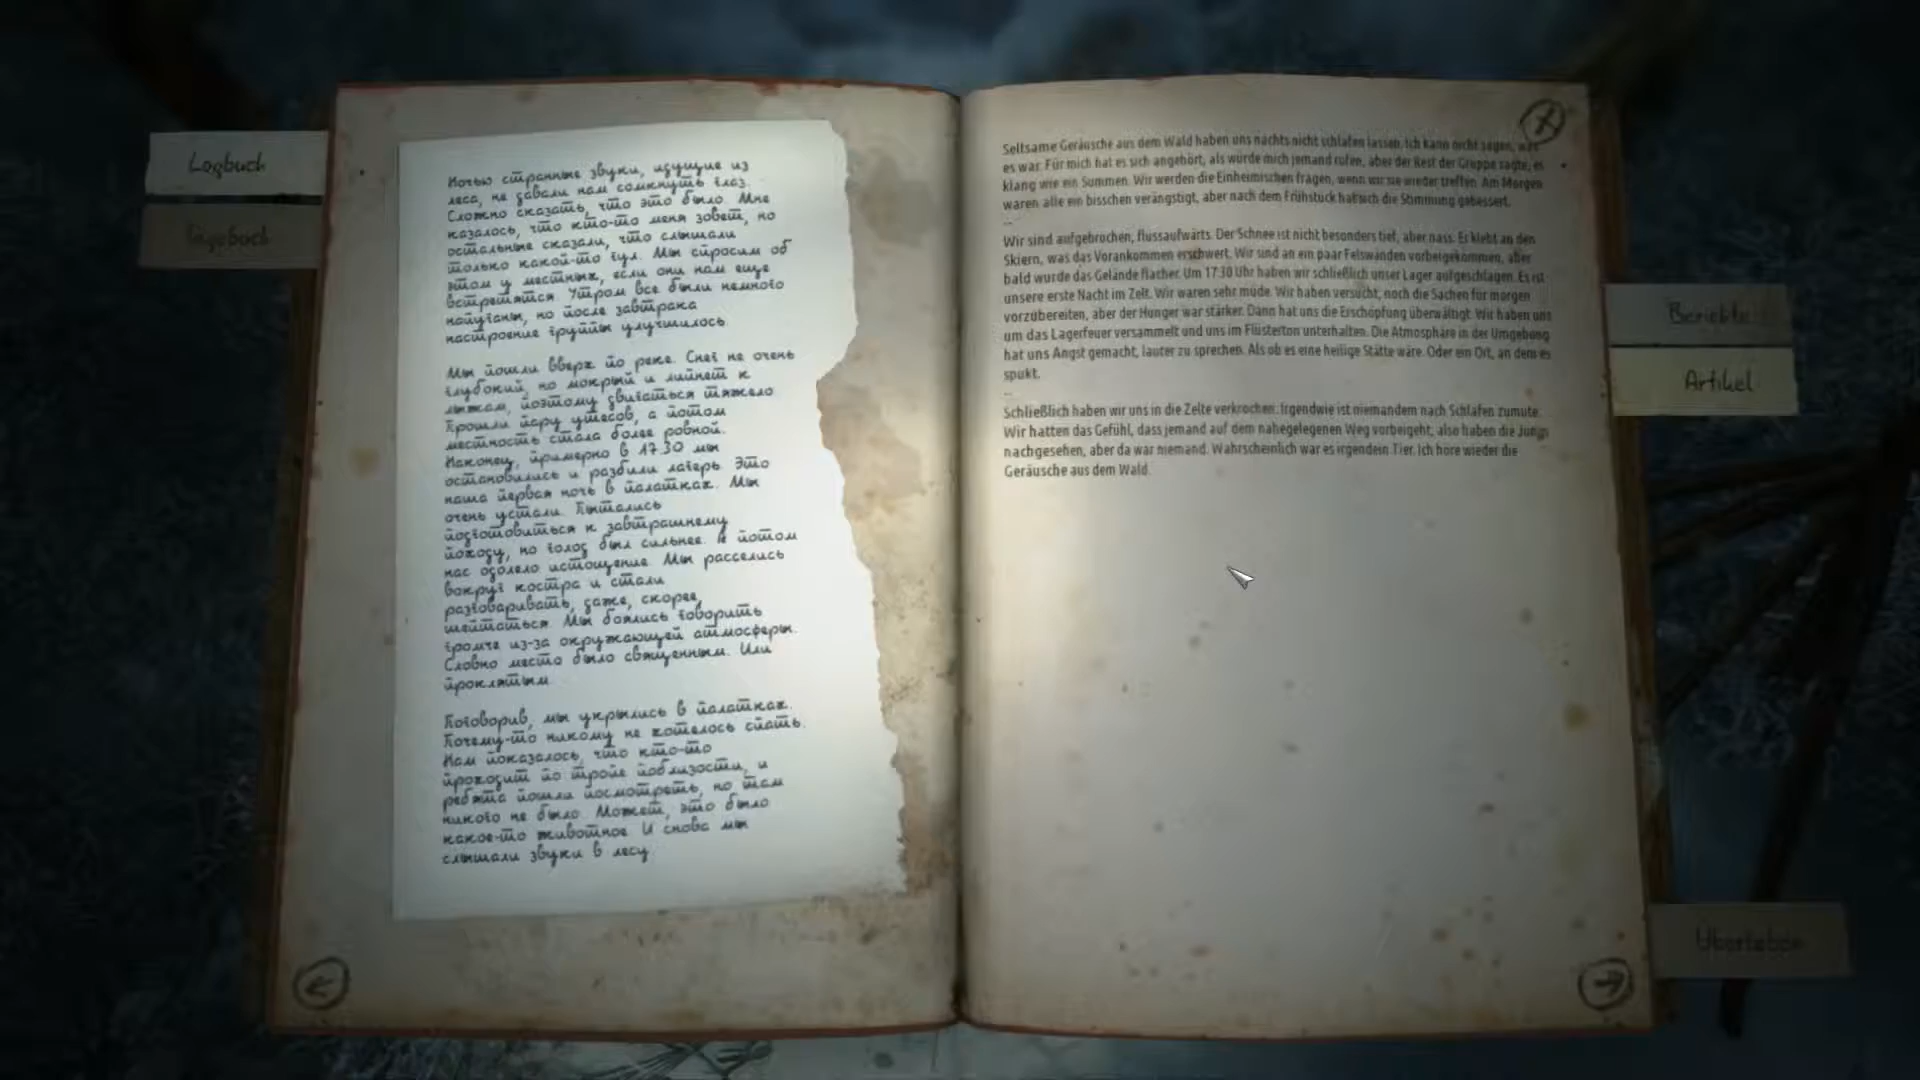 Logbuch
Tagebuch
Ночью странные звуки, идущие из
леса, не давали нам сомкнуть глаз.
Сложно сказать, что это было. Мне
казалось, что кто-то меня зовет, но
остальные сказали, что слышали
только какой-то гул. Мы спросим об
этом у местных, если они нам еще
встретятся. Утром все были немного
напуганы, но после завтрака
настроение группы улучшилось.
Мы пошли вверх по реке. Снег не очень
глубокий, но мокрый и липнет к
лыжам, поэтому двигаться тяжело.
Прошли пару утесов, а потом
местность стала более ровной.
Наконец, примерно в 17.30 мы
остановились и разбили лагерь. Это
наша первая ночь в палатках. Мы
очень устали. Пытались
подготовиться к завтрашнему
походу, но голод был сильнее. А потом
нас одолело истощение. Мы расселись
вокруг костра и стали
разговаривать, даже, скорее,
шептаться. Мы боялись говорить
громче из-за окружающей атмосферы.
Словно место было священным. Или
проклятым.
Поговорив, мы укрылись в палатках.
Почему-то никому не хотелось спать.
Нам показалось, что кто-то
проходит по тропе поблизости, и
ребята пошли посмотреть, но там
никого не было. Может, это было
какое-то животное. И снова мы
слышали звуки в лесу.
Seltsame Geräusche aus dem Wald haben uns nachts nicht schlafen lassen. Ich kann nicht sagen, was
es war. Für mich hat es sich angehört, als würde mich jemand rufen, aber der Rest der Gruppe sagte, es
klang wie ein Summen. Wir werden die Einheimischen fragen, wenn wir sie wieder treffen. Am Morgen
waren alle ein bisschen verängstigt, aber nach dem Frühstück hat sich die Stimmung gebessert.
--
Wir sind aufgebrochen, flussaufwärts. Der Schnee ist nicht besonders tief, aber nass. Er klebt an den
Skiern, was das Vorankommen erschwert. Wir sind an ein paar Felswänden vorbeigekommen, aber
bald wurde das Gelände flacher. Um 17:30 Uhr haben wir schließlich unser Lager aufgeschlagen. Es ist
unsere erste Nacht im Zelt. Wir waren sehr müde. Wir haben versucht, noch die Sachen für morgen
vorzubereiten, aber der Hunger war stärker. Dann hat uns die Erschöpfung überwältigt. Wir haben uns
um das Lagerfeuer versammelt und uns im Flüsterton unterhalten. Die Atmosphäre in der Umgebung
hat uns Angst gemacht, lauter zu sprechen. Als ob es eine heilige Stätte wäre. Oder ein Ort, an dem es
spukt.
--
Schließlich haben wir uns in die Zelte verkrochen. Irgendwie ist niemandem nach Schlafen zumute.
Wir hatten das Gefühl, dass jemand auf dem nahegelegenen Weg vorbeigeht, also haben die Jungs
nachgesehen, aber da war niemand. Wahrscheinlich war es irgendein Tier. Ich höre wieder die
Geräusche aus dem Wald.
Berichte
Artikel
Überleben